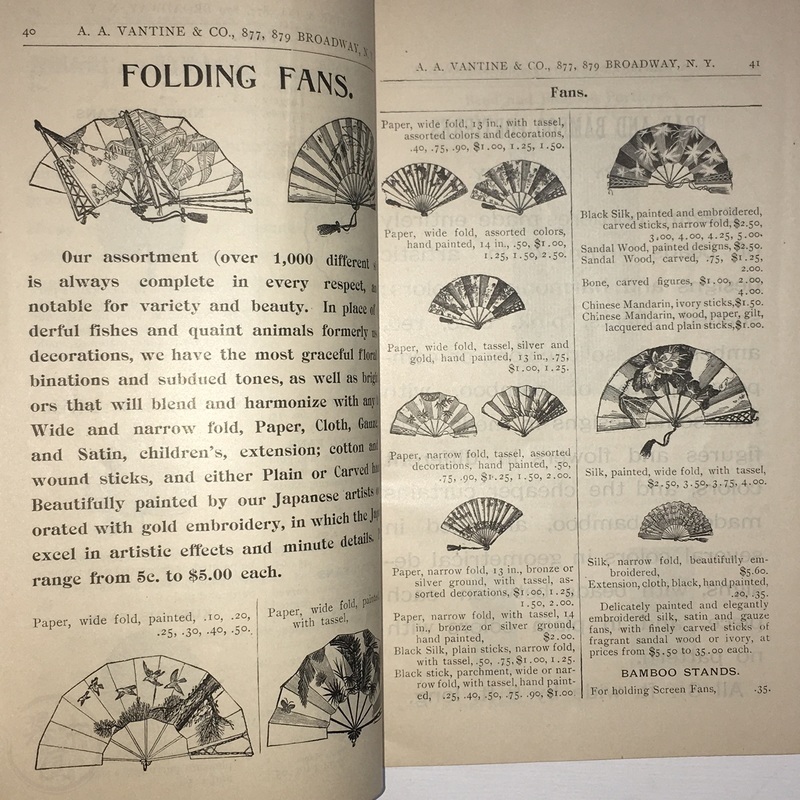 40
A. A. VANTINE & CO., 877, 879 BROADWAY, N.
FOLDING FANS.
Our assortment (over 1,000 different
is always complete in every respect,
notable for variety and beauty. In place of
derful fishes and quaint animals formerly
decorations, we have the most graceful floral
binations and subdued tones, as well as brig
ors that will blend and harmonize with any
Wide and narrow fold, Paper, Cloth, Gauz
and Satin, children's, extension; cotton and
wound sticks, and either Plain or Carved
Beautifully painted by our Japanese artists
orated with gold embroidery, in which the Jap
excel in artistic effects and minute details.
range from 5c. to $5.00 each.
Paper, wide fold, painted, .10, .20,
.25, .30, .40, .50.
Paper, wide fold, painted
with tassel,
A. A. VANTINE & CO., 877, 879 BROADWAY, N. Y.
41
Fans.
Paper, wide fold, 13 in., with tassel,
assorted colors and decorations,
.40, .75, .90, $1.00, 1.25, 1.50.
Paper, wide fold, assorted colors,
hand painted, 14 in., .50, $1.00,
1.25, 1.50, 2.50.
Paper, wide fold, tassel, silver and
gold, hand painted, 13 in., .75,
$1.00, 1.25.
Paper, narrow fold, tassel, assorted
decorations, hand painted, .50,
.75, .90, $1.25, 1.50, 2.00.
Paper, narrow fold, 13 in., bronze or
silver ground, with tassel, as-
sorted decorations, $1.00, 1.25,
1.50, 2.00.
Paper, narrow fold, with tassel, 14
in., bronze or silver ground,
hand painted, $2.00.
Black Silk, plain sticks, narrow fold,
with tassel, .50, .75, $1.00, 1.25.
Black stick, parchment, wide or nar-
row fold, with tassel, hand paint-
ed, .25, .40, .50, .75. .90, $1.00
Black Silk, painted and embroidered,
carved sticks, narrow fold, $2.50,
3.00, 4.00, 4.25, 5.00.
Sandal Wood, painted designs, $2.50.
Sandal Wood, carved, .75, $1.25,
2.00.
Bone, carved figures, $1.00, 2.00,
4.00.
Chinese Mandarin, ivory sticks, $1.50.
Chinese Mandarin, wood, paper, gilt,
lacquered and plain sticks, $1.00.
Silk, painted, wide fold, with tassel,
$2.50, 3.50, 3.75, 4.00.
Silk, narrow fold, beautifully em-
broidered, $5.60.
Extension, cloth, black, hand painted,
.20, .35.
Delicately painted and elegantly
embroidered silk, satin and gauze
fans, with finely carved sticks of
fragrant sandal wood or ivory, at
prices from $5.50 to 35.00 each.
BAMBOO STANDS.
For holding Screen Fans, .35.